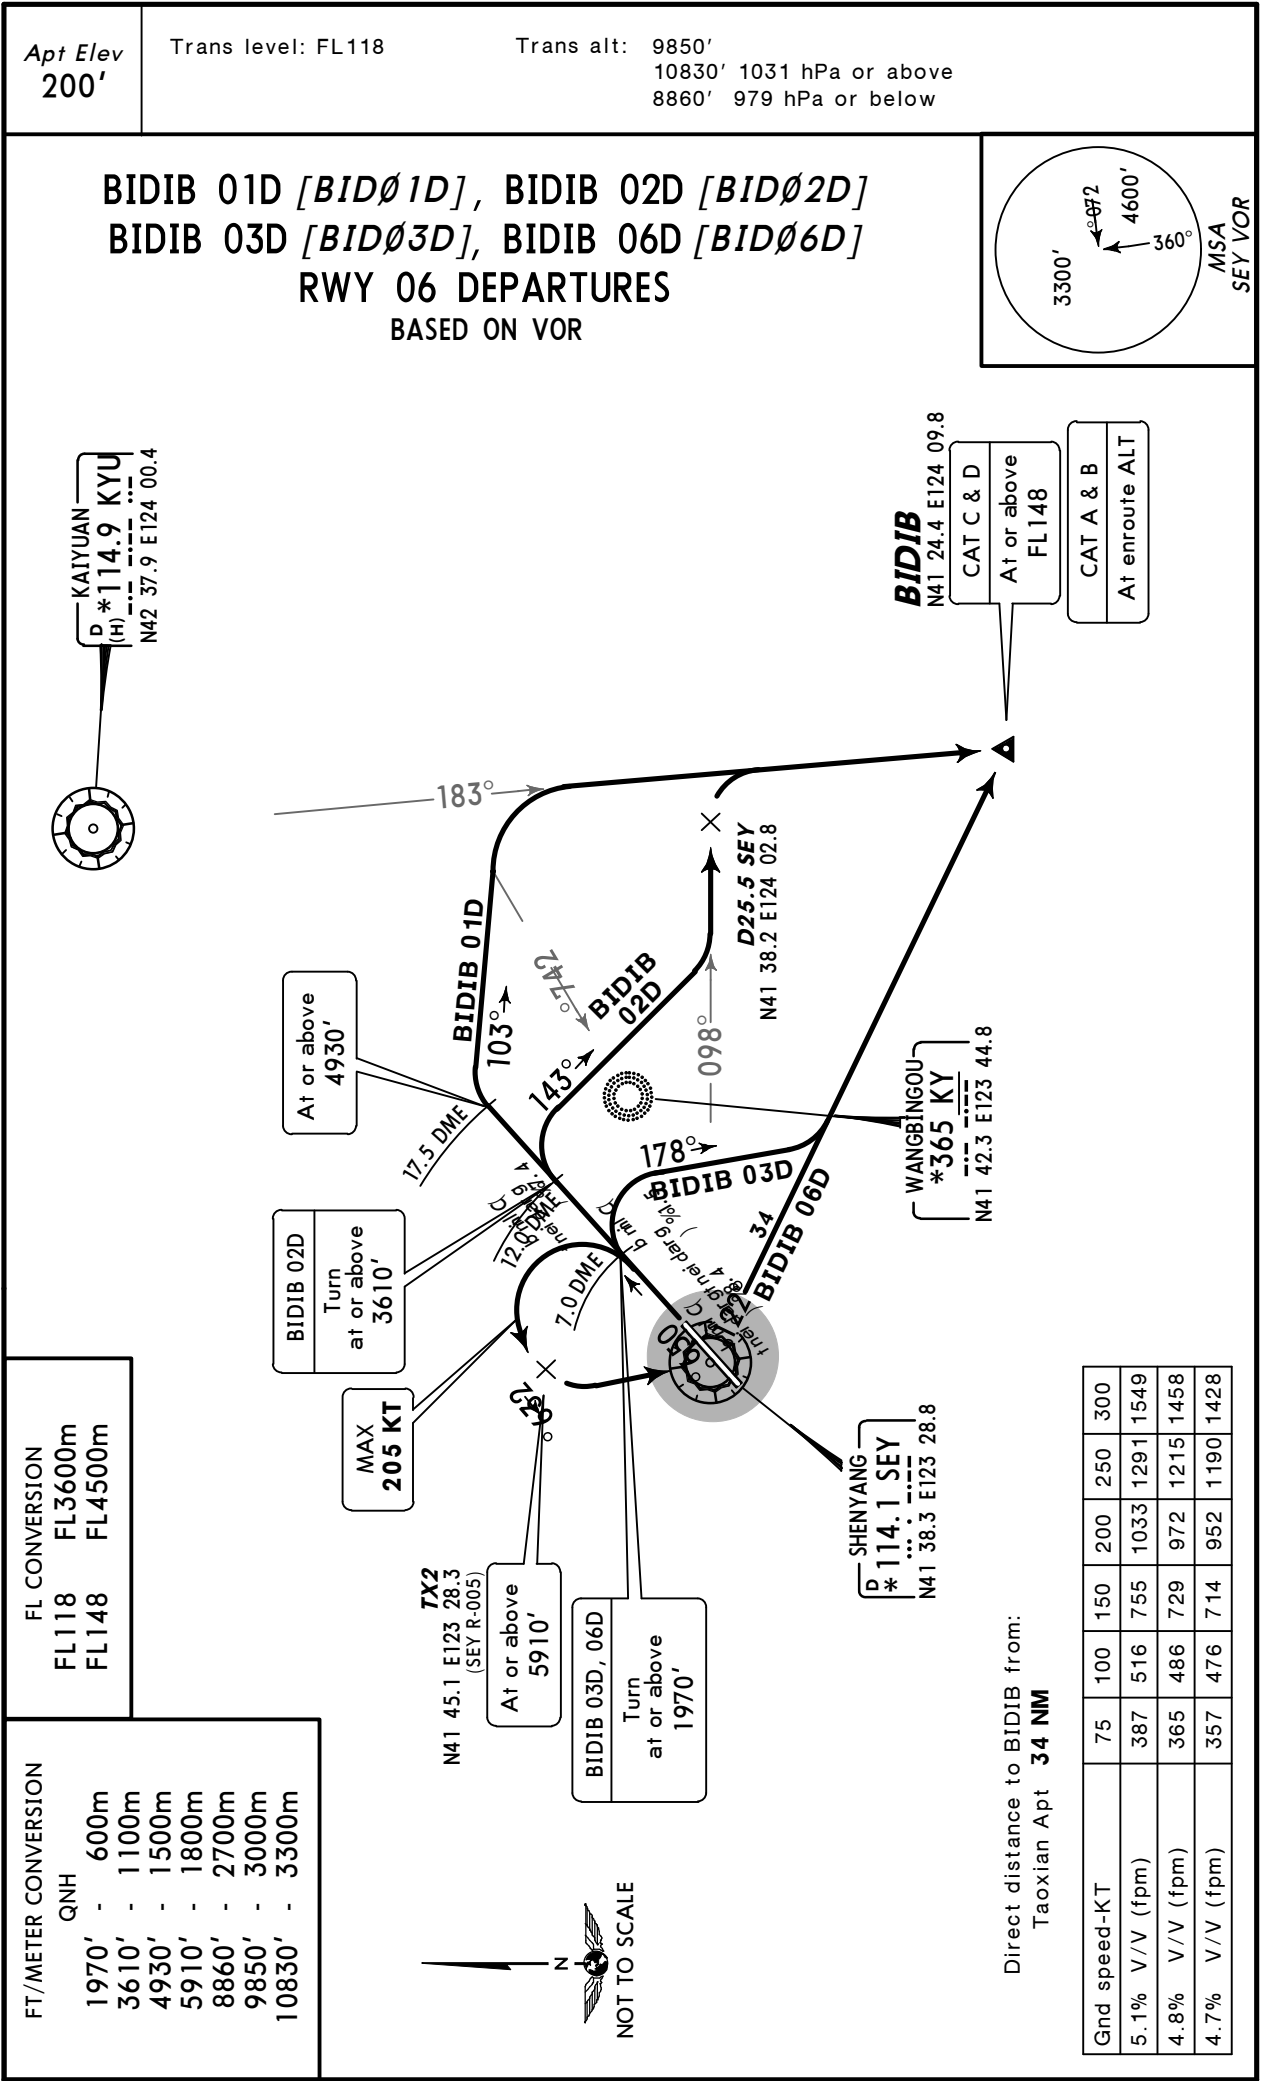 Apt Elev
200'
Trans level: FL118
Trans alt: 9850'
10830' 1031 hPa or above
8860' 979 hPa or below
BIDIB 01D [BIDØ1D], BIDIB 02D [BIDØ2D]
BIDIB 03D [BIDØ3D], BIDIB 06D [BIDØ6D]
RWY 06 DEPARTURES
BASED ON VOR
072°
4600'
360°
3300'
MSA
SEY VOR
KAIYUAN
D
(H) *114.9 KYU
N42 37.9 E124 00.4
BIDIB
N41 24.4 E124 09.8
CAT C & D
At or above
FL148
CAT A & B
At enroute ALT
183°
BIDIB 01D
103°
BIDIB
02D
143°
D25.5 SEY
N41 38.2 E124 02.8
098°
At or above
4930'
17.5 DME
WANGBINGOU
*365 KY
N41 42.3 E123 44.8
178°
BIDIB 03D
34
BIDIB 06D
BIDIB 02D
Turn
at or above
3610'
12.0 DME
7.0 DME
MAX
205 KT
TX2
N41 45.1 E123 28.3
(SEY R-005)
At or above
5910'
BIDIB 03D, 06D
Turn
at or above
1970'
SHENYANG
D
*114.1 SEY
N41 38.3 E123 28.8
FL CONVERSION
FL118 FL3600m
FL148 FL4500m
FT/METER CONVERSION
QNH
1970' - 600m
3610' - 1100m
4930' - 1500m
5910' - 1800m
8860' - 2700m
9850' - 3000m
10830' - 3300m
N
NOT TO SCALE
Direct distance to BIDIB from:
Taoxian Apt 34 NM
Gnd speed-KT 75 100 150 200 250 300
5.1% V/V (fpm) 387 516 755 1033 1291 1549
4.8% V/V (fpm) 365 486 729 972 1215 1458
4.7% V/V (fpm) 357 476 714 952 1190 1428